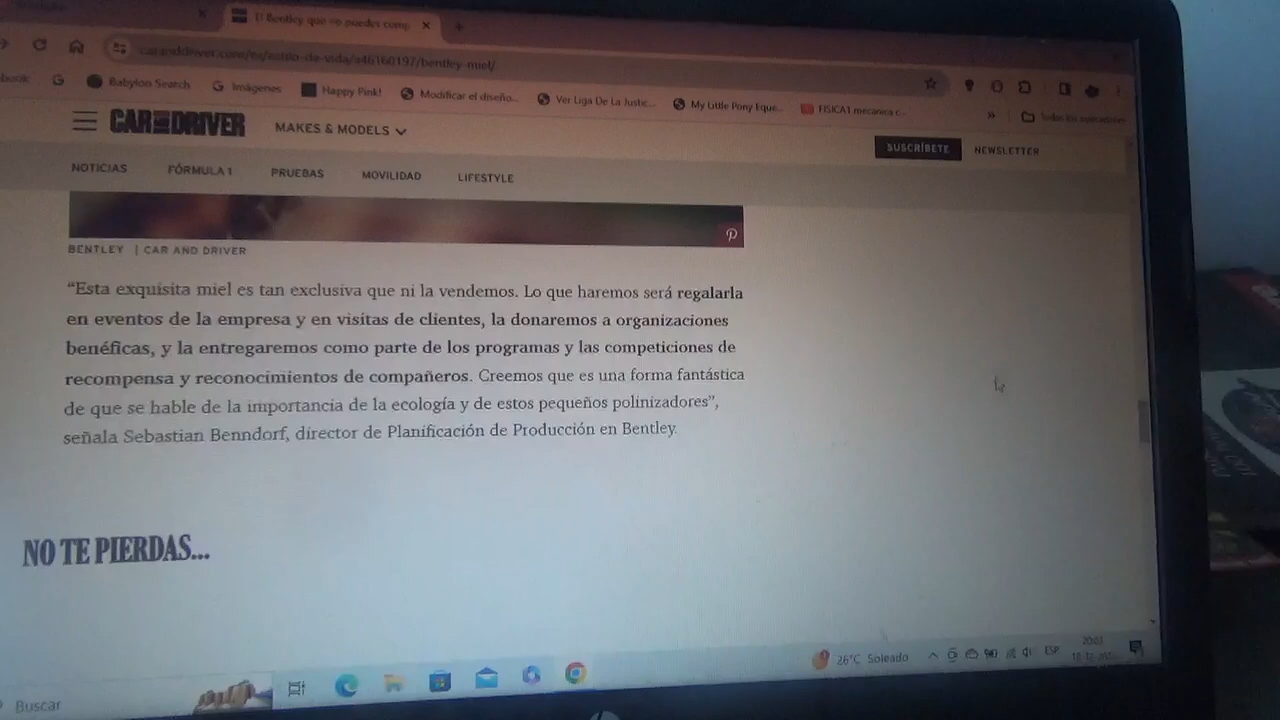 El Bentley que no puedes comp
caranddriver.com/es/estilo-de-vida/a46160197/bentley-miel/
book
Babylon Search
Imágenes
Happy Pink!
Modificar el diseño...
Ver Liga De La Justic...
My Little Pony Eque...
FISICA1 mecanica c...
»
Todos los
CAR AND DRIVER
MAKES & MODELS
SUSCRÍBETE
NEWSLETTER
NOTICIAS
FÓRMULA 1
PRUEBAS
MOVILIDAD
LIFESTYLE
BENTLEY | CAR AND DRIVER
“Esta exquisita miel es tan exclusiva que ni la vendemos. Lo que haremos será regalarla
en eventos de la empresa y en visitas de clientes, la donaremos a organizaciones
benéficas, y la entregaremos como parte de los programas y las competiciones de
recompensa y reconocimientos de compañeros. Creemos que es una forma fantástica
de que se hable de la importancia de la ecología y de estos pequeños polinizadores”,
señala Sebastian Benndorf, director de Planificación de Producción en Bentley.
NO TE PIERDAS...
Buscar
26°C Soleado
ESP
20:03